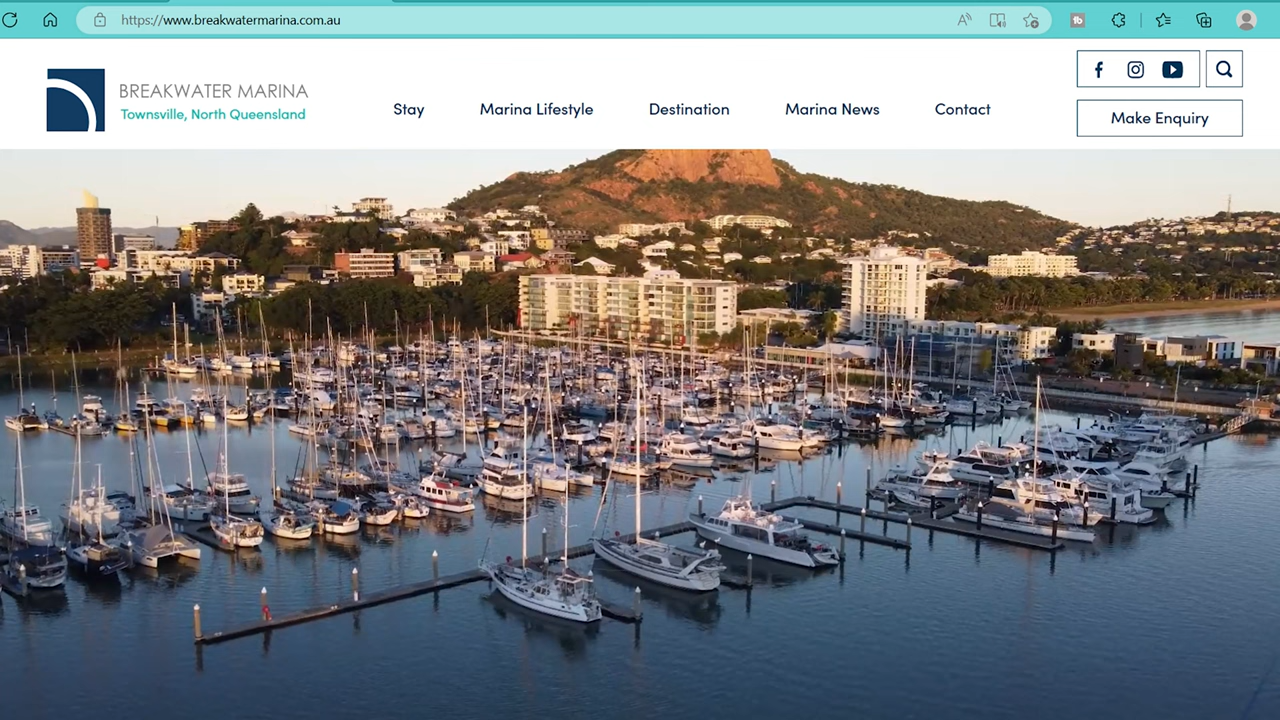 https://www.breakwatermarina.com.au
BREAKWATER MARINA
Townsville, North Queensland
Stay
Marina Lifestyle
Destination
Marina News
Contact
Make Enquiry